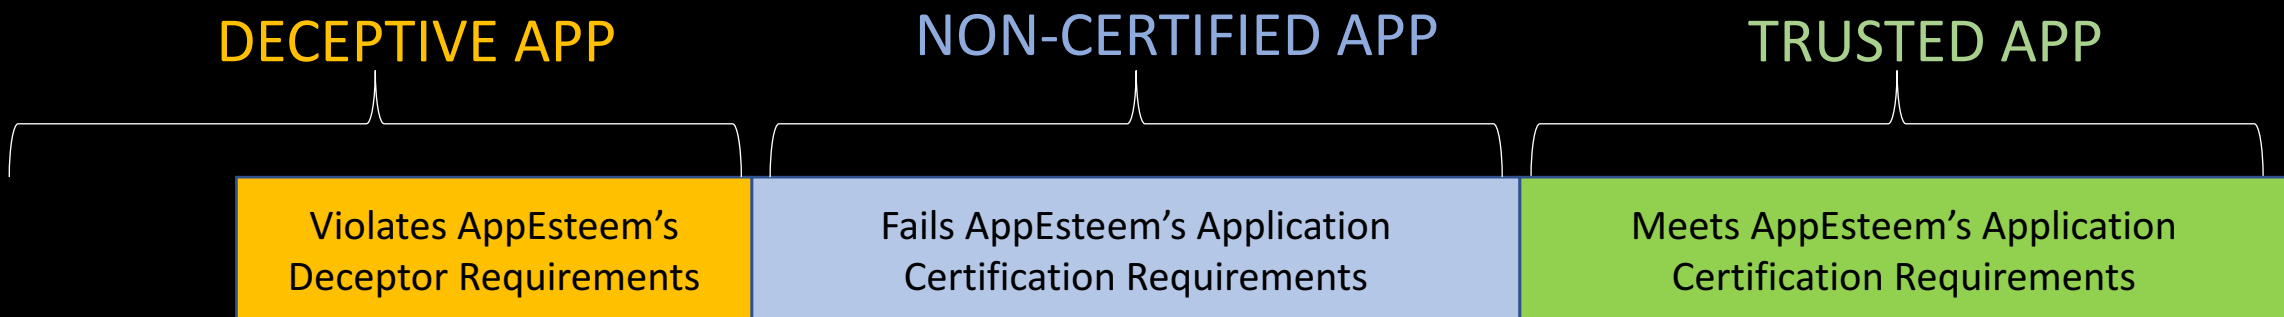 DECEPTIVE APP
NON-CERTIFIED APP
TRUSTED APP
Violates AppEsteem’s
Deceptor Requirements
Fails AppEsteem’s Application
Certification Requirements
Meets AppEsteem’s Application
Certification Requirements